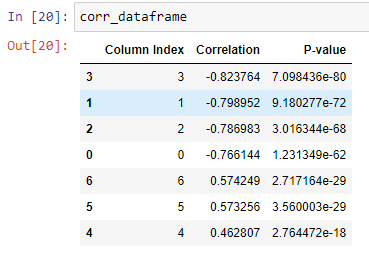 In [20]: corr_dataframe
Out[20]:
Column Index Correlation P-value
3 3 -0.823764 7.098436e-80
1 1 -0.798952 9.180277e-72
2 2 -0.786983 3.016344e-68
0 0 -0.766144 1.231349e-62
6 6 0.574249 2.717164e-29
5 5 0.573256 3.560003e-29
4 4 0.462807 2.764472e-18